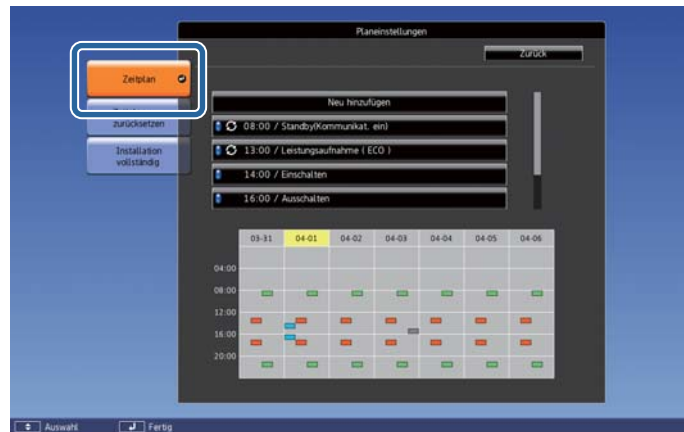 Planeinstellungen
Zurück
Zeitplan
zurücksetzen
Installation
vollständig
Neu hinzufügen
08:00 / Standby(Kommunikat. ein)
13:00 / Leistungsaufnahme ( ECO )
14:00 / Einschalten
16:00 / Ausschalten
03-31 04-01 04-02 04-03 04-04 04-05 04-06
04:00
08:00
12:00
16:00
20:00
Auswahl Fertig